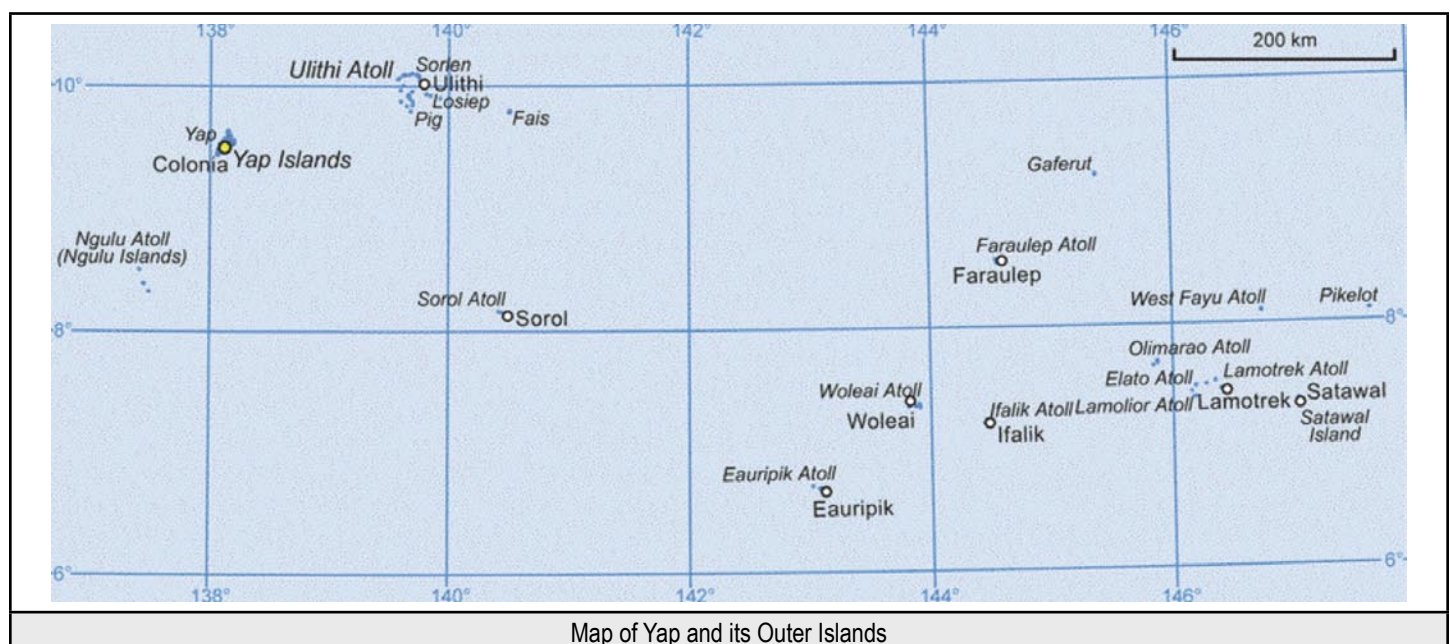 138°
140°
142°
144°
146°
200 km
Ulithi Atoll
Sorlen
Ulithi
Losiep
Pig
Fais
10°
10°
Yap
Colonia
Yap Islands
Gaferut
Ngulu Atoll
(Ngulu Islands)
Faraulep Atoll
Faraulep
Sorol Atoll
Sorol
West Fayu Atoll
Pikelot
8°
8°
Olimarao Atoll
Elato Atoll
Lamotrek Atoll
Woleai Atoll
Woleai
Ifalik Atoll
Ifalik
Lamolior Atoll
Lamotrek
Satawal
Satawal
Island
Eauripik Atoll
Eauripik
6°
6°
138°
140°
142°
144°
146°
Map of Yap and its Outer Islands